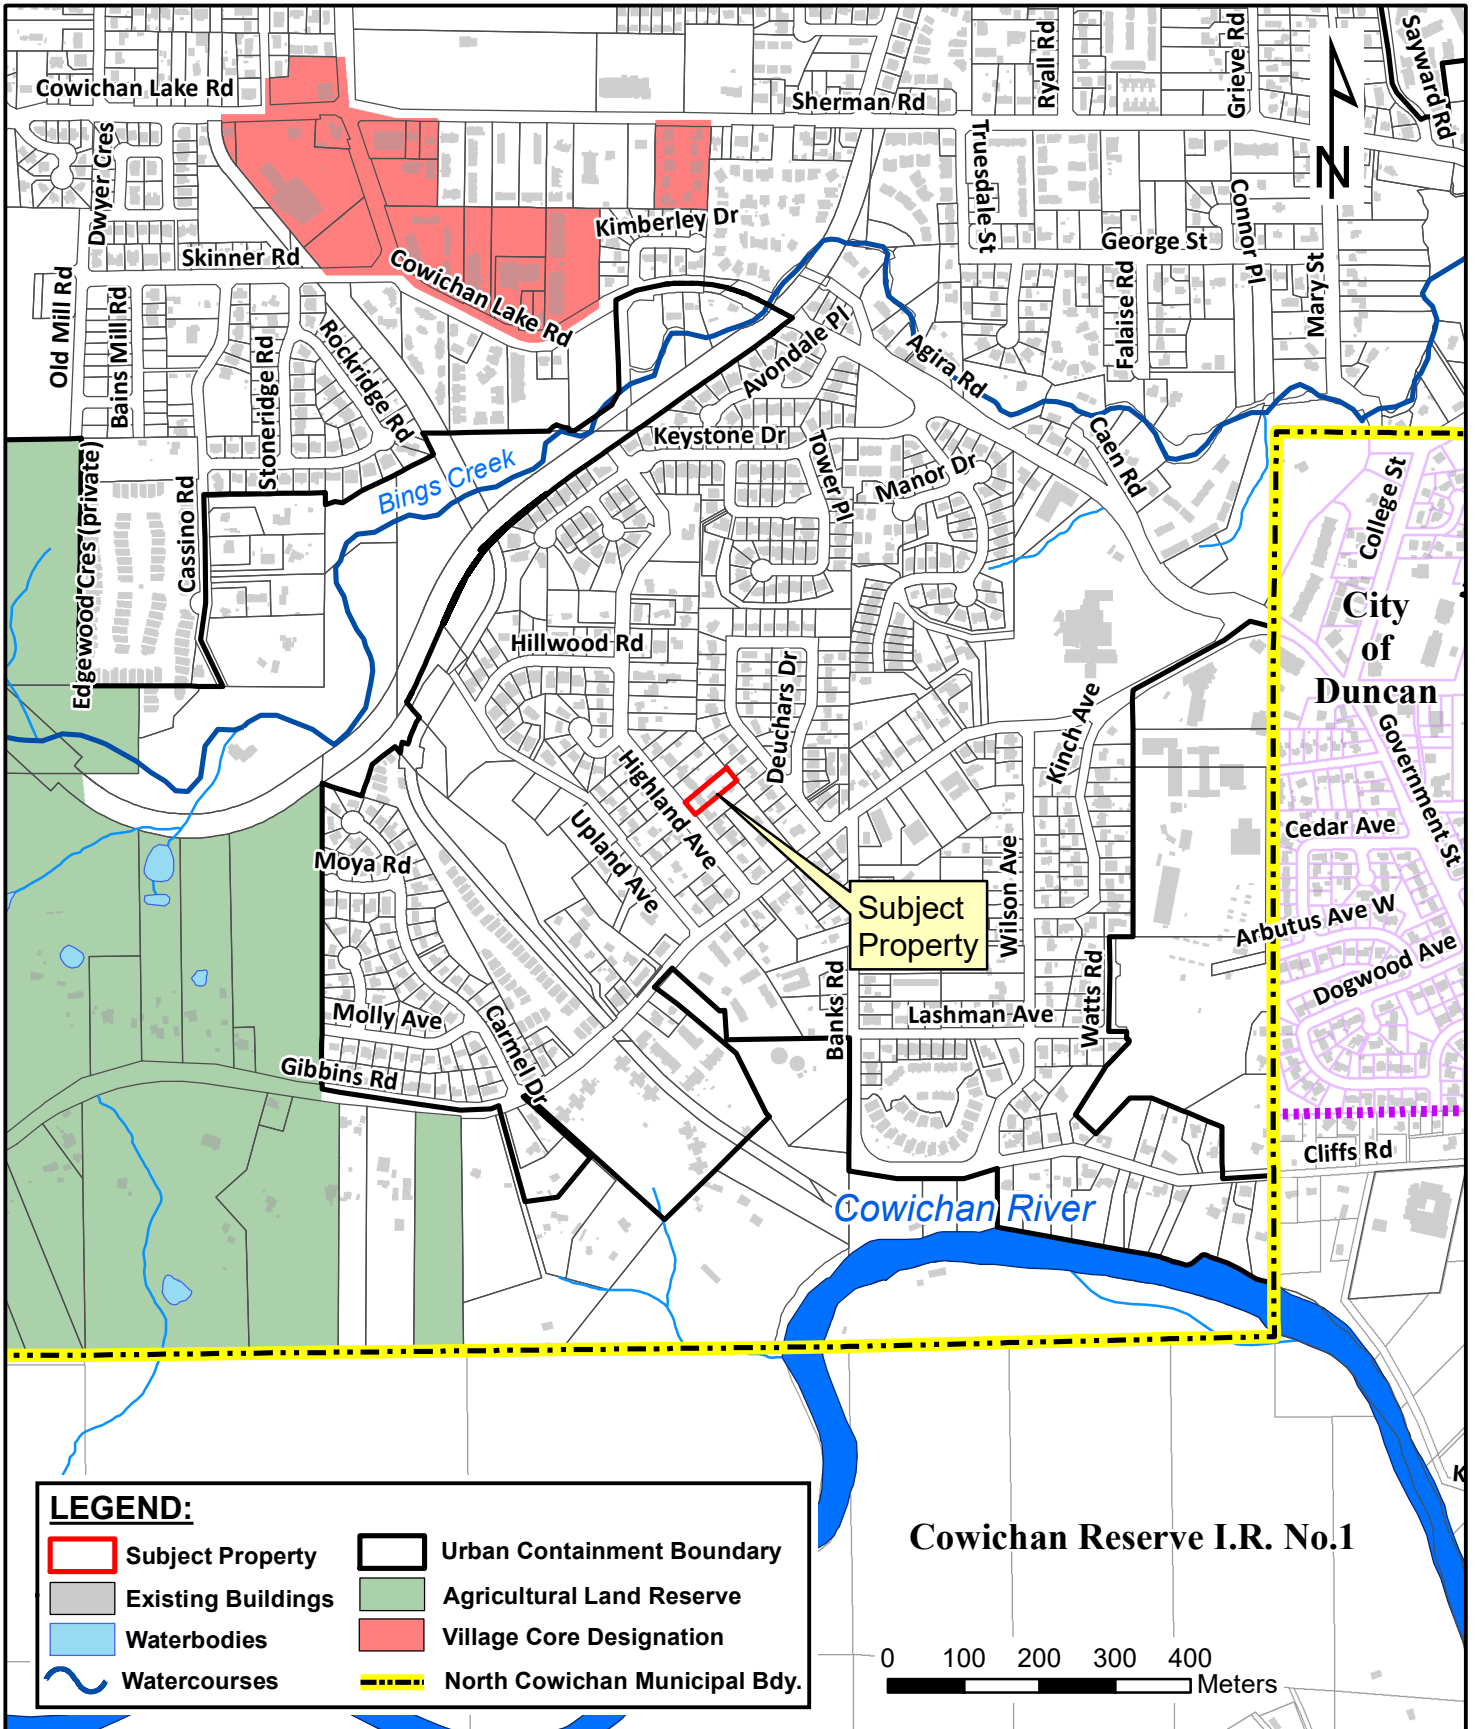 Cowichan Lake Rd
Sherman Rd
Ryall Rd
Grieve Rd
Sayward Rd
Dwyer Cres
Truesdale St
N
Kimberley Dr
Connor Pl
George St
Skinner Rd
Cowichan Lake Rd
Old Mill Rd
Bains Mill Rd
Falaise Rd
Mary St
Stoneridge Rd
Rockridge Rd
Avondale Pl
Agira Rd
Keystone Dr
Tower Pl
Manor Dr
Caen Rd
Bings Creek
Edgewood Cres (private)
Cassino Rd
College St
City
of
Duncan
Hillwood Rd
Deuchars Dr
Kinch Ave
Government St
Highland Ave
Upland Ave
Cedar Ave
Moya Rd
Subject
Property
Wilson Ave
Arbutus Ave W
Dogwood Ave
Banks Rd
Watts Rd
Molly Ave
Carmel Dr
Lashman Ave
Gibbins Rd
Cliffs Rd
Cowichan River
K
Cowichan Reserve I.R. No.1
LEGEND:
Subject Property
Urban Containment Boundary
Existing Buildings
Agricultural Land Reserve
Waterbodies
Village Core Designation
Watercourses
North Cowichan Municipal Bdy.
0 100 200 300 400
Meters